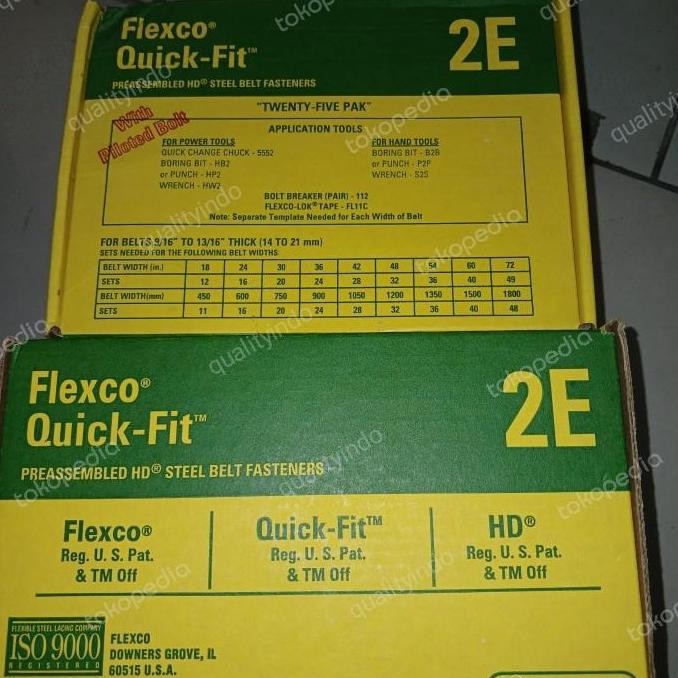 Flexco®
Quick-Fit™
2E
PREASSEMBLED HD® STEEL BELT FASTENERS
With
Piloted Bolt
"TWENTY-FIVE PAK"
APPLICATION TOOLS
FOR POWER TOOLS
QUICK CHANGE CHUCK - 5552
BORING BIT - HB2
or PUNCH - HP2
WRENCH - HW2
FOR HAND TOOLS
BORING BIT - B2B
or PUNCH - P2P
WRENCH - S2S
BOLT BREAKER (PAIR) - 112
FLEXCO-LOK® TAPE - FL11C
Note: Separate Template Needed for Each Width of Belt
FOR BELTS 9/16" TO 13/16" THICK (14 TO 21 mm)
SETS NEEDED FOR THE FOLLOWING BELT WIDTHS
BELT WIDTH (in.) 18 24 30 36 42 48 54 60 72
SETS 12 16 20 24 28 32 36 40 49
BELT WIDTH(mm) 450 600 750 900 1050 1200 1350 1500 1800
SETS 11 16 20 24 28 32 36 40 48
Flexco®
Quick-Fit™
2E
PREASSEMBLED HD® STEEL BELT FASTENERS
Flexco®
Reg. U. S. Pat.
& TM Off
Quick-Fit™
Reg. U. S. Pat.
& TM Off
HD®
Reg. U. S. Pat.
& TM Off
FLEXIBLE STEEL LACING COMPANY
ISO 9000
REGISTERED
FLEXCO
DOWNERS GROVE, IL
60515 U.S.A.
tokopedia
qualityindo